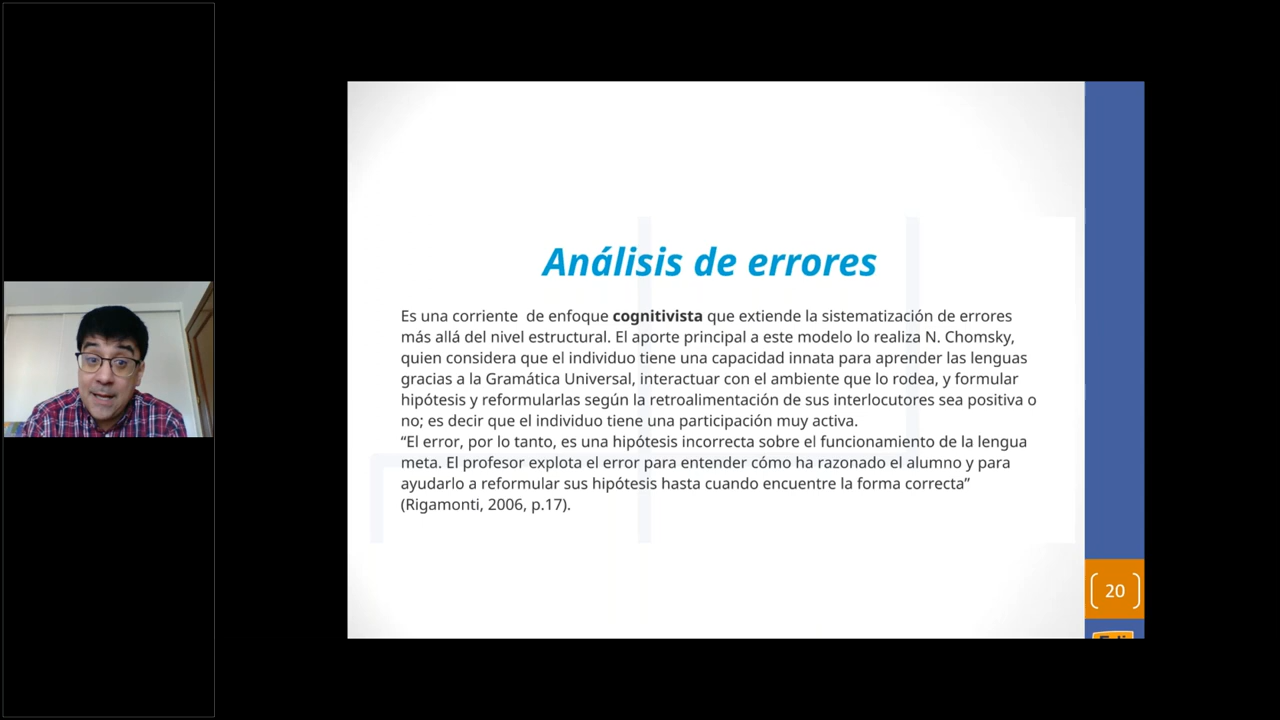 Análisis de errores
Es una corriente de enfoque cognitivista que extiende la sistematización de errores
más allá del nivel estructural. El aporte principal a este modelo lo realiza N. Chomsky,
quien considera que el individuo tiene una capacidad innata para aprender las lenguas
gracias a la Gramática Universal, interactuar con el ambiente que lo rodea, y formular
hipótesis y reformularlas según la retroalimentación de sus interlocutores sea positiva o
no; es decir que el individuo tiene una participación muy activa.
“El error, por lo tanto, es una hipótesis incorrecta sobre el funcionamiento de la lengua
meta. El profesor explota el error para entender cómo ha razonado el alumno y para
ayudarlo a reformular sus hipótesis hasta cuando encuentre la forma correcta”
(Rigamonti, 2006, p.17).
20